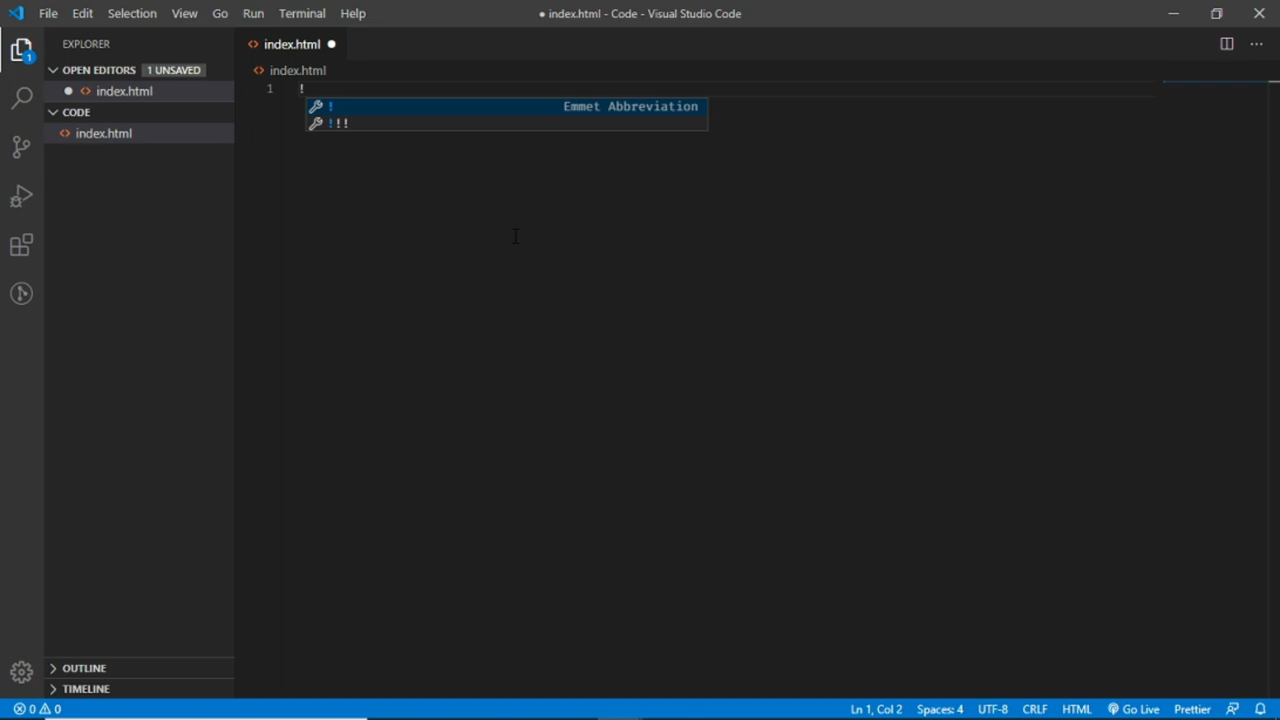 File Edit Selection View Go Run Terminal Help ● index.html - Code - Visual Studio Code
EXPLORER
index.html ●
OPEN EDITORS 1 UNSAVED
index.html
● index.html
1 !
! Emmet Abbreviation
CODE
!!!
index.html
1
OUTLINE
TIMELINE
0 0 Ln 1, Col 2 Spaces: 4 UTF-8 CRLF HTML Go Live Prettier